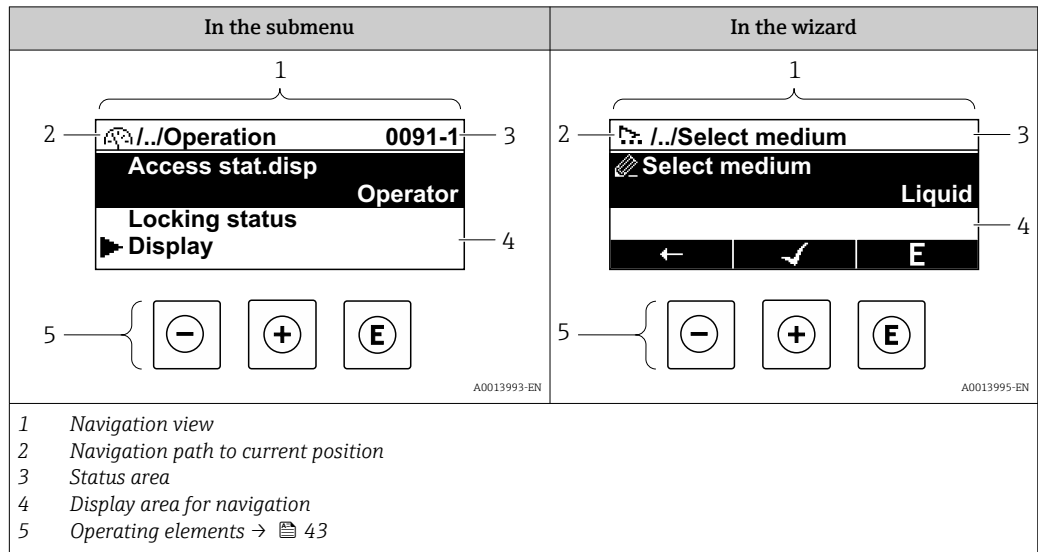 In the submenu
In the wizard
1
2
/../Operation 0091-1
3
Access stat.disp
Operator
Locking status
Display
4
5
− + E
A0013993-EN
1
2
/../Select medium
3
Select medium
Liquid
4
← ✓ E
5
− + E
A0013995-EN
1 Navigation view
2 Navigation path to current position
3 Status area
4 Display area for navigation
5 Operating elements → 43